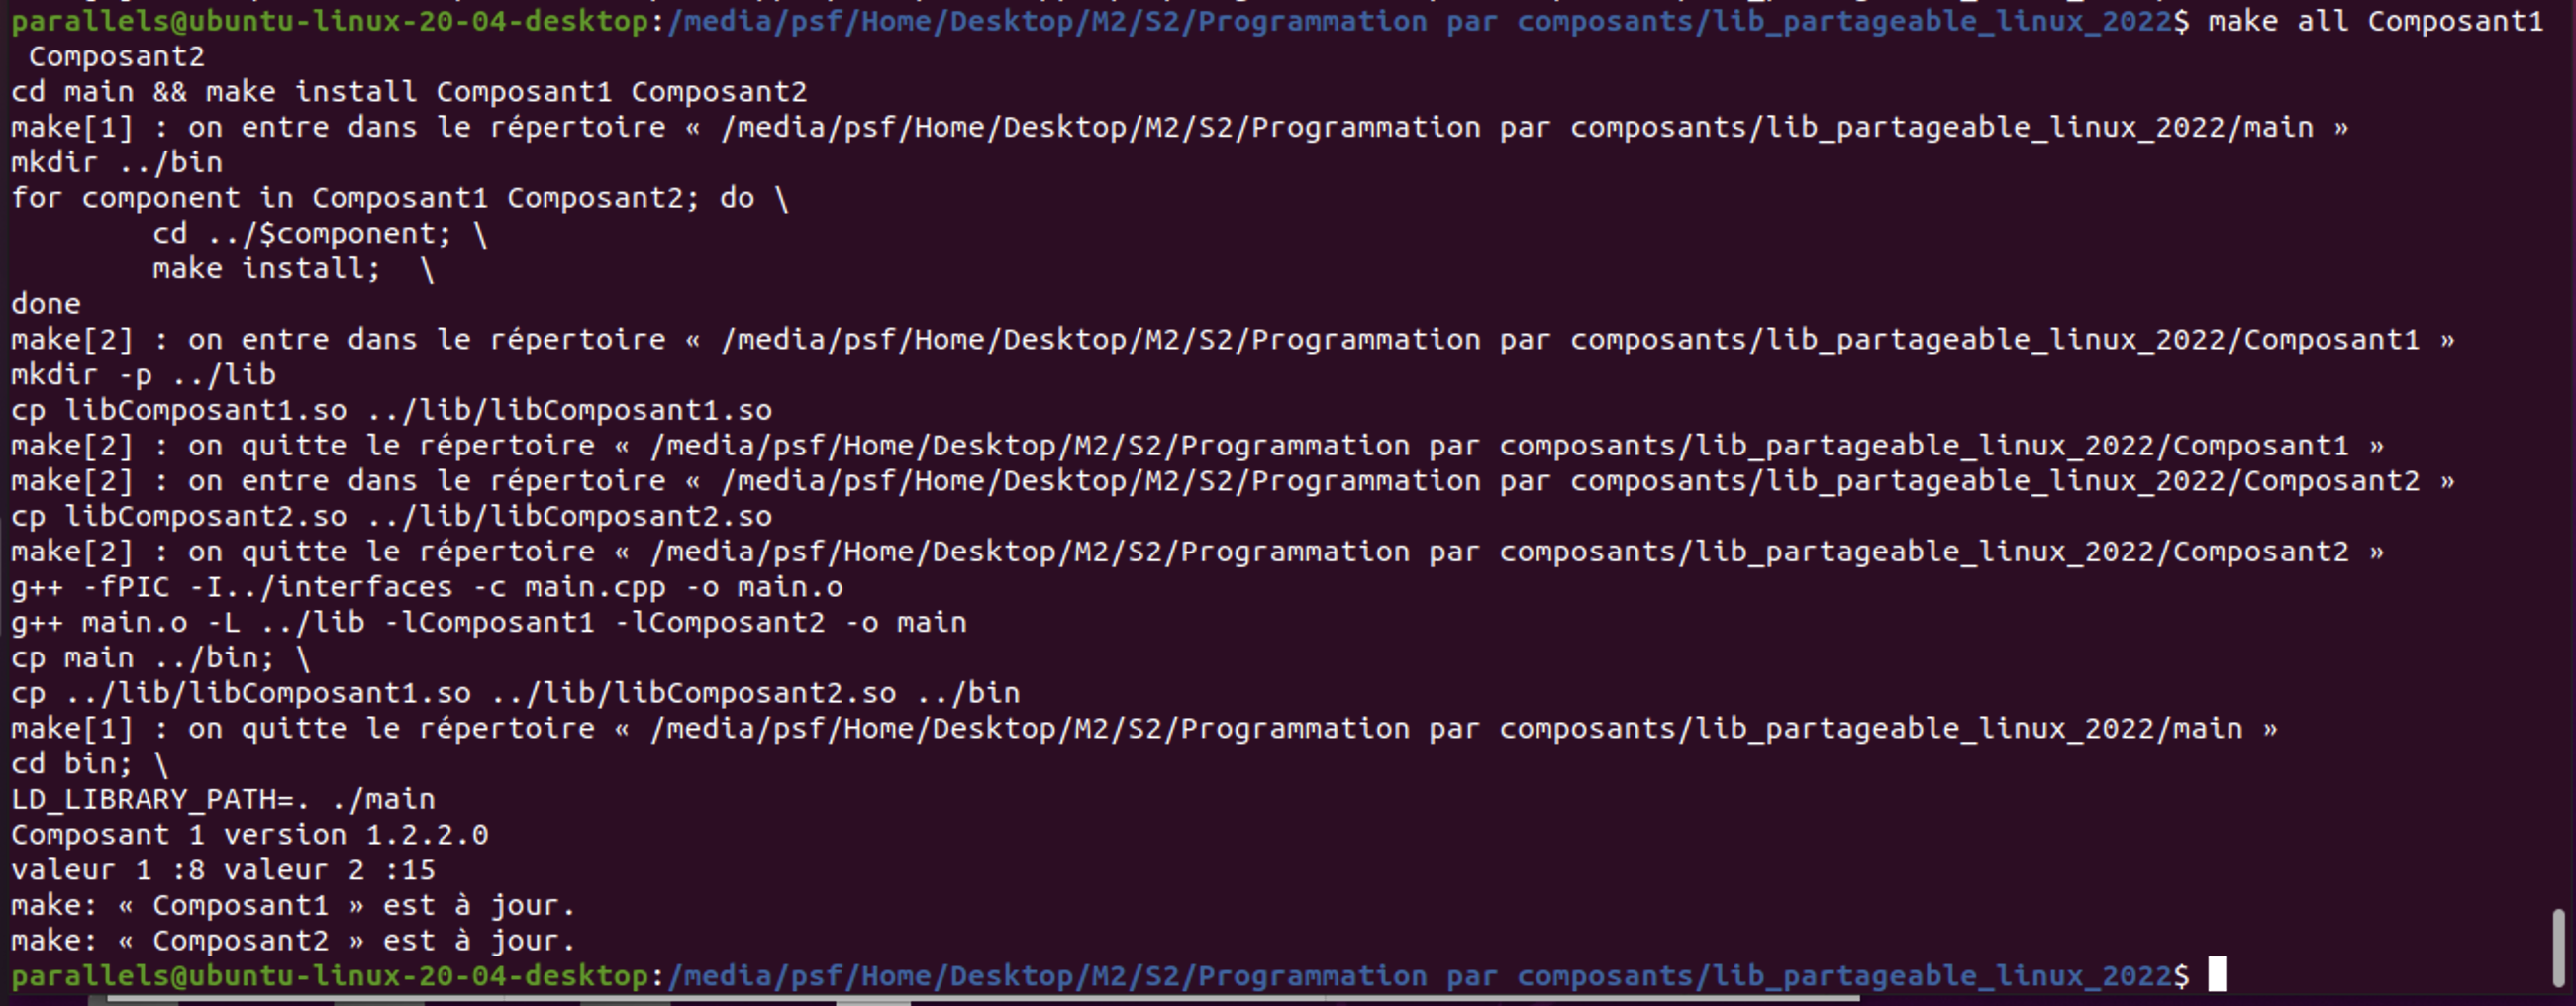 parallels@ubuntu-linux-20-04-desktop:/media/psf/Home/Desktop/M2/S2/Programmation par composants/lib_partageable_linux_2022$ make all Composant1
 Composant2
cd main && make install Composant1 Composant2
make[1] : on entre dans le répertoire « /media/psf/Home/Desktop/M2/S2/Programmation par composants/lib_partageable_linux_2022/main »
mkdir ../bin
for component in Composant1 Composant2; do \
        cd ../$component; \
        make install;  \
done
make[2] : on entre dans le répertoire « /media/psf/Home/Desktop/M2/S2/Programmation par composants/lib_partageable_linux_2022/Composant1 »
mkdir -p ../lib
cp libComposant1.so ../lib/libComposant1.so
make[2] : on quitte le répertoire « /media/psf/Home/Desktop/M2/S2/Programmation par composants/lib_partageable_linux_2022/Composant1 »
make[2] : on entre dans le répertoire « /media/psf/Home/Desktop/M2/S2/Programmation par composants/lib_partageable_linux_2022/Composant2 »
cp libComposant2.so ../lib/libComposant2.so
make[2] : on quitte le répertoire « /media/psf/Home/Desktop/M2/S2/Programmation par composants/lib_partageable_linux_2022/Composant2 »
g++ -fPIC -I../interfaces -c main.cpp -o main.o
g++ main.o -L ../lib -lComposant1 -lComposant2 -o main
cp main ../bin; \
cp ../lib/libComposant1.so ../lib/libComposant2.so ../bin
make[1] : on quitte le répertoire « /media/psf/Home/Desktop/M2/S2/Programmation par composants/lib_partageable_linux_2022/main »
cd bin; \
LD_LIBRARY_PATH=. ./main
Composant 1 version 1.2.2.0
valeur 1 :8 valeur 2 :15
make: « Composant1 » est à jour.
make: « Composant2 » est à jour.
parallels@ubuntu-linux-20-04-desktop:/media/psf/Home/Desktop/M2/S2/Programmation par composants/lib_partageable_linux_2022$